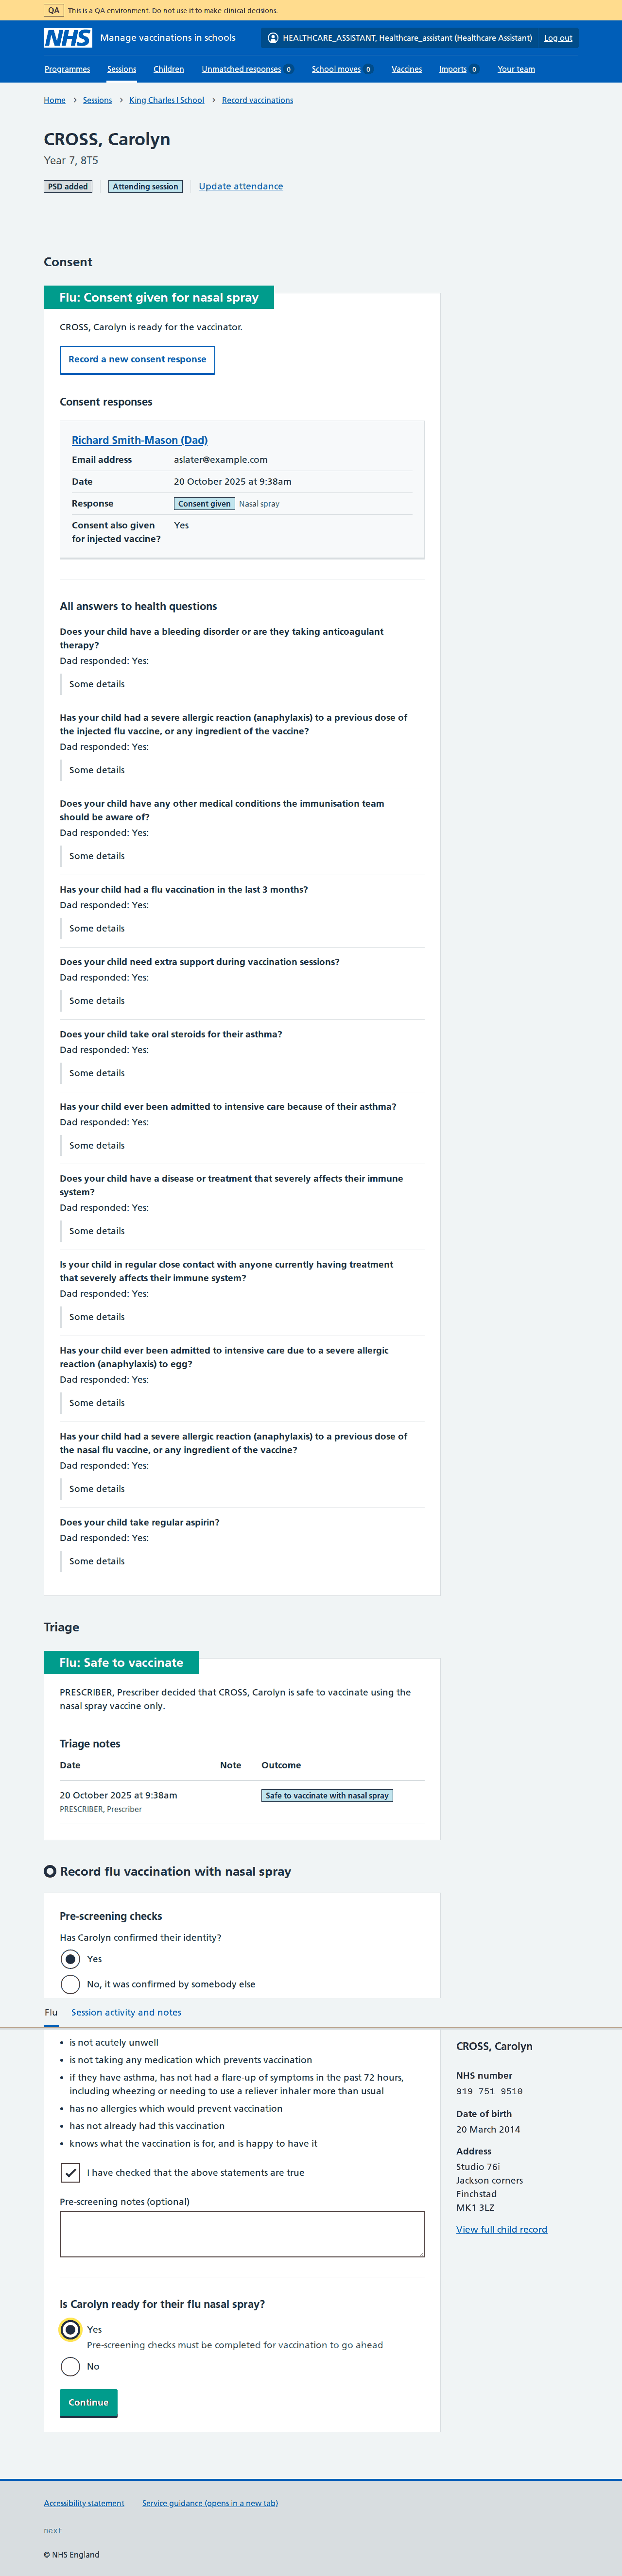 QA This is a QA environment. Do not use it to make clinical decisions.
NHS Manage vaccinations in schools
HEALTHCARE_ASSISTANT, Healthcare_assistant (Healthcare Assistant) Log out
Programmes Sessions Children Unmatched responses 0 School moves 0 Vaccines Imports 0 Your team
Home > Sessions > King Charles I School > Record vaccinations
CROSS, Carolyn
Year 7, 8T5
PSD added Attending session Update attendance
Consent
Flu: Consent given for nasal spray
CROSS, Carolyn is ready for the vaccinator.
Record a new consent response
Consent responses
Richard Smith-Mason (Dad)
Email address aslater@example.com
Date 20 October 2025 at 9:38am
Response Consent given Nasal spray
Consent also given Yes
for injected vaccine?
All answers to health questions
Does your child have a bleeding disorder or are they taking anticoagulant
therapy?
Dad responded: Yes:
Some details
Has your child had a severe allergic reaction (anaphylaxis) to a previous dose of
the injected flu vaccine, or any ingredient of the vaccine?
Dad responded: Yes:
Some details
Does your child have any other medical conditions the immunisation team
should be aware of?
Dad responded: Yes:
Some details
Has your child had a flu vaccination in the last 3 months?
Dad responded: Yes:
Some details
Does your child need extra support during vaccination sessions?
Dad responded: Yes:
Some details
Does your child take oral steroids for their asthma?
Dad responded: Yes:
Some details
Has your child ever been admitted to intensive care because of their asthma?
Dad responded: Yes:
Some details
Does your child have a disease or treatment that severely affects their immune
system?
Dad responded: Yes:
Some details
Is your child in regular close contact with anyone currently having treatment
that severely affects their immune system?
Dad responded: Yes:
Some details
Has your child ever been admitted to intensive care due to a severe allergic
reaction (anaphylaxis) to egg?
Dad responded: Yes:
Some details
Has your child had a severe allergic reaction (anaphylaxis) to a previous dose of
the nasal flu vaccine, or any ingredient of the vaccine?
Dad responded: Yes:
Some details
Does your child take regular aspirin?
Dad responded: Yes:
Some details
Triage
Flu: Safe to vaccinate
PRESCRIBER, Prescriber decided that CROSS, Carolyn is safe to vaccinate using the
nasal spray vaccine only.
Triage notes
Date Note Outcome
20 October 2025 at 9:38am Safe to vaccinate with nasal spray
PRESCRIBER, Prescriber
Record flu vaccination with nasal spray
Pre-screening checks
Has Carolyn confirmed their identity?
Yes
No, it was confirmed by somebody else
Flu Session activity and notes
is not acutely unwell
is not taking any medication which prevents vaccination
if they have asthma, has not had a flare-up of symptoms in the past 72 hours,
including wheezing or needing to use a reliever inhaler more than usual
has no allergies which would prevent vaccination
has not already had this vaccination
knows what the vaccination is for, and is happy to have it
I have checked that the above statements are true
Pre-screening notes (optional)
Is Carolyn ready for their flu nasal spray?
Yes
Pre-screening checks must be completed for vaccination to go ahead
No
Continue
CROSS, Carolyn
NHS number
919 751 9510
Date of birth
20 March 2014
Address
Studio 76i
Jackson corners
Finchstad
MK1 3LZ
View full child record
Accessibility statement Service guidance (opens in a new tab)
next
© NHS England